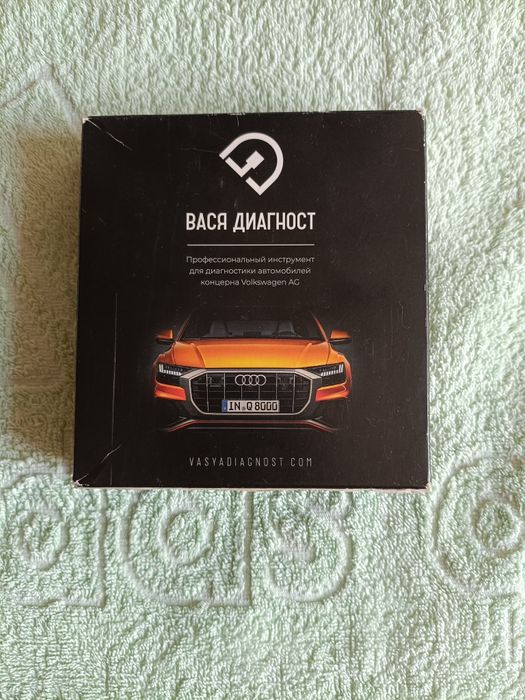 ВАСЯ ДИАГНОСТ
Профессиональный инструмент
для диагностики автомобилей
концерна Volkswagen AG
IN Q 8000
VASYADIAGNOST.COM